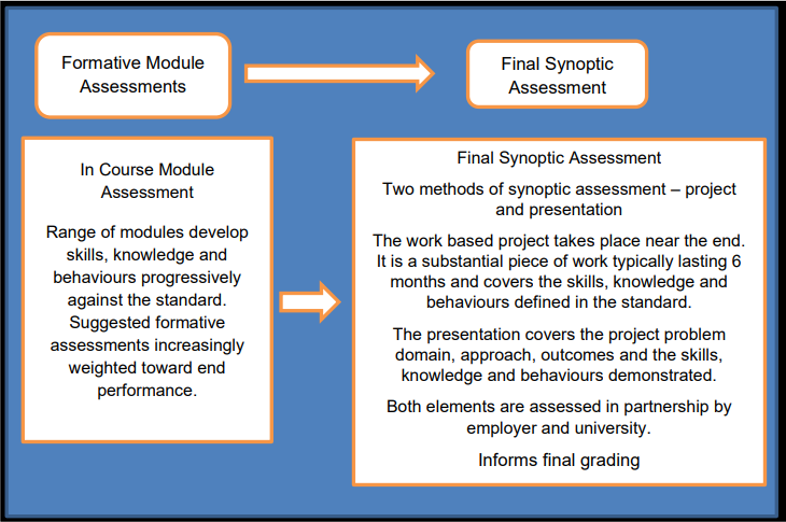 Formative Module
Assessments
Final Synoptic
Assessment
In Course Module
Assessment
Range of modules develop
skills, knowledge and
behaviours progressively
against the standard.
Suggested formative
assessments increasingly
weighted toward end
performance.
Final Synoptic Assessment
Two methods of synoptic assessment – project
and presentation
The work based project takes place near the end.
It is a substantial piece of work typically lasting 6
months and covers the skills, knowledge and
behaviours defined in the standard.
The presentation covers the project problem
domain, approach, outcomes and the skills,
knowledge and behaviours demonstrated.
Both elements are assessed in partnership by
employer and university.
Informs final grading